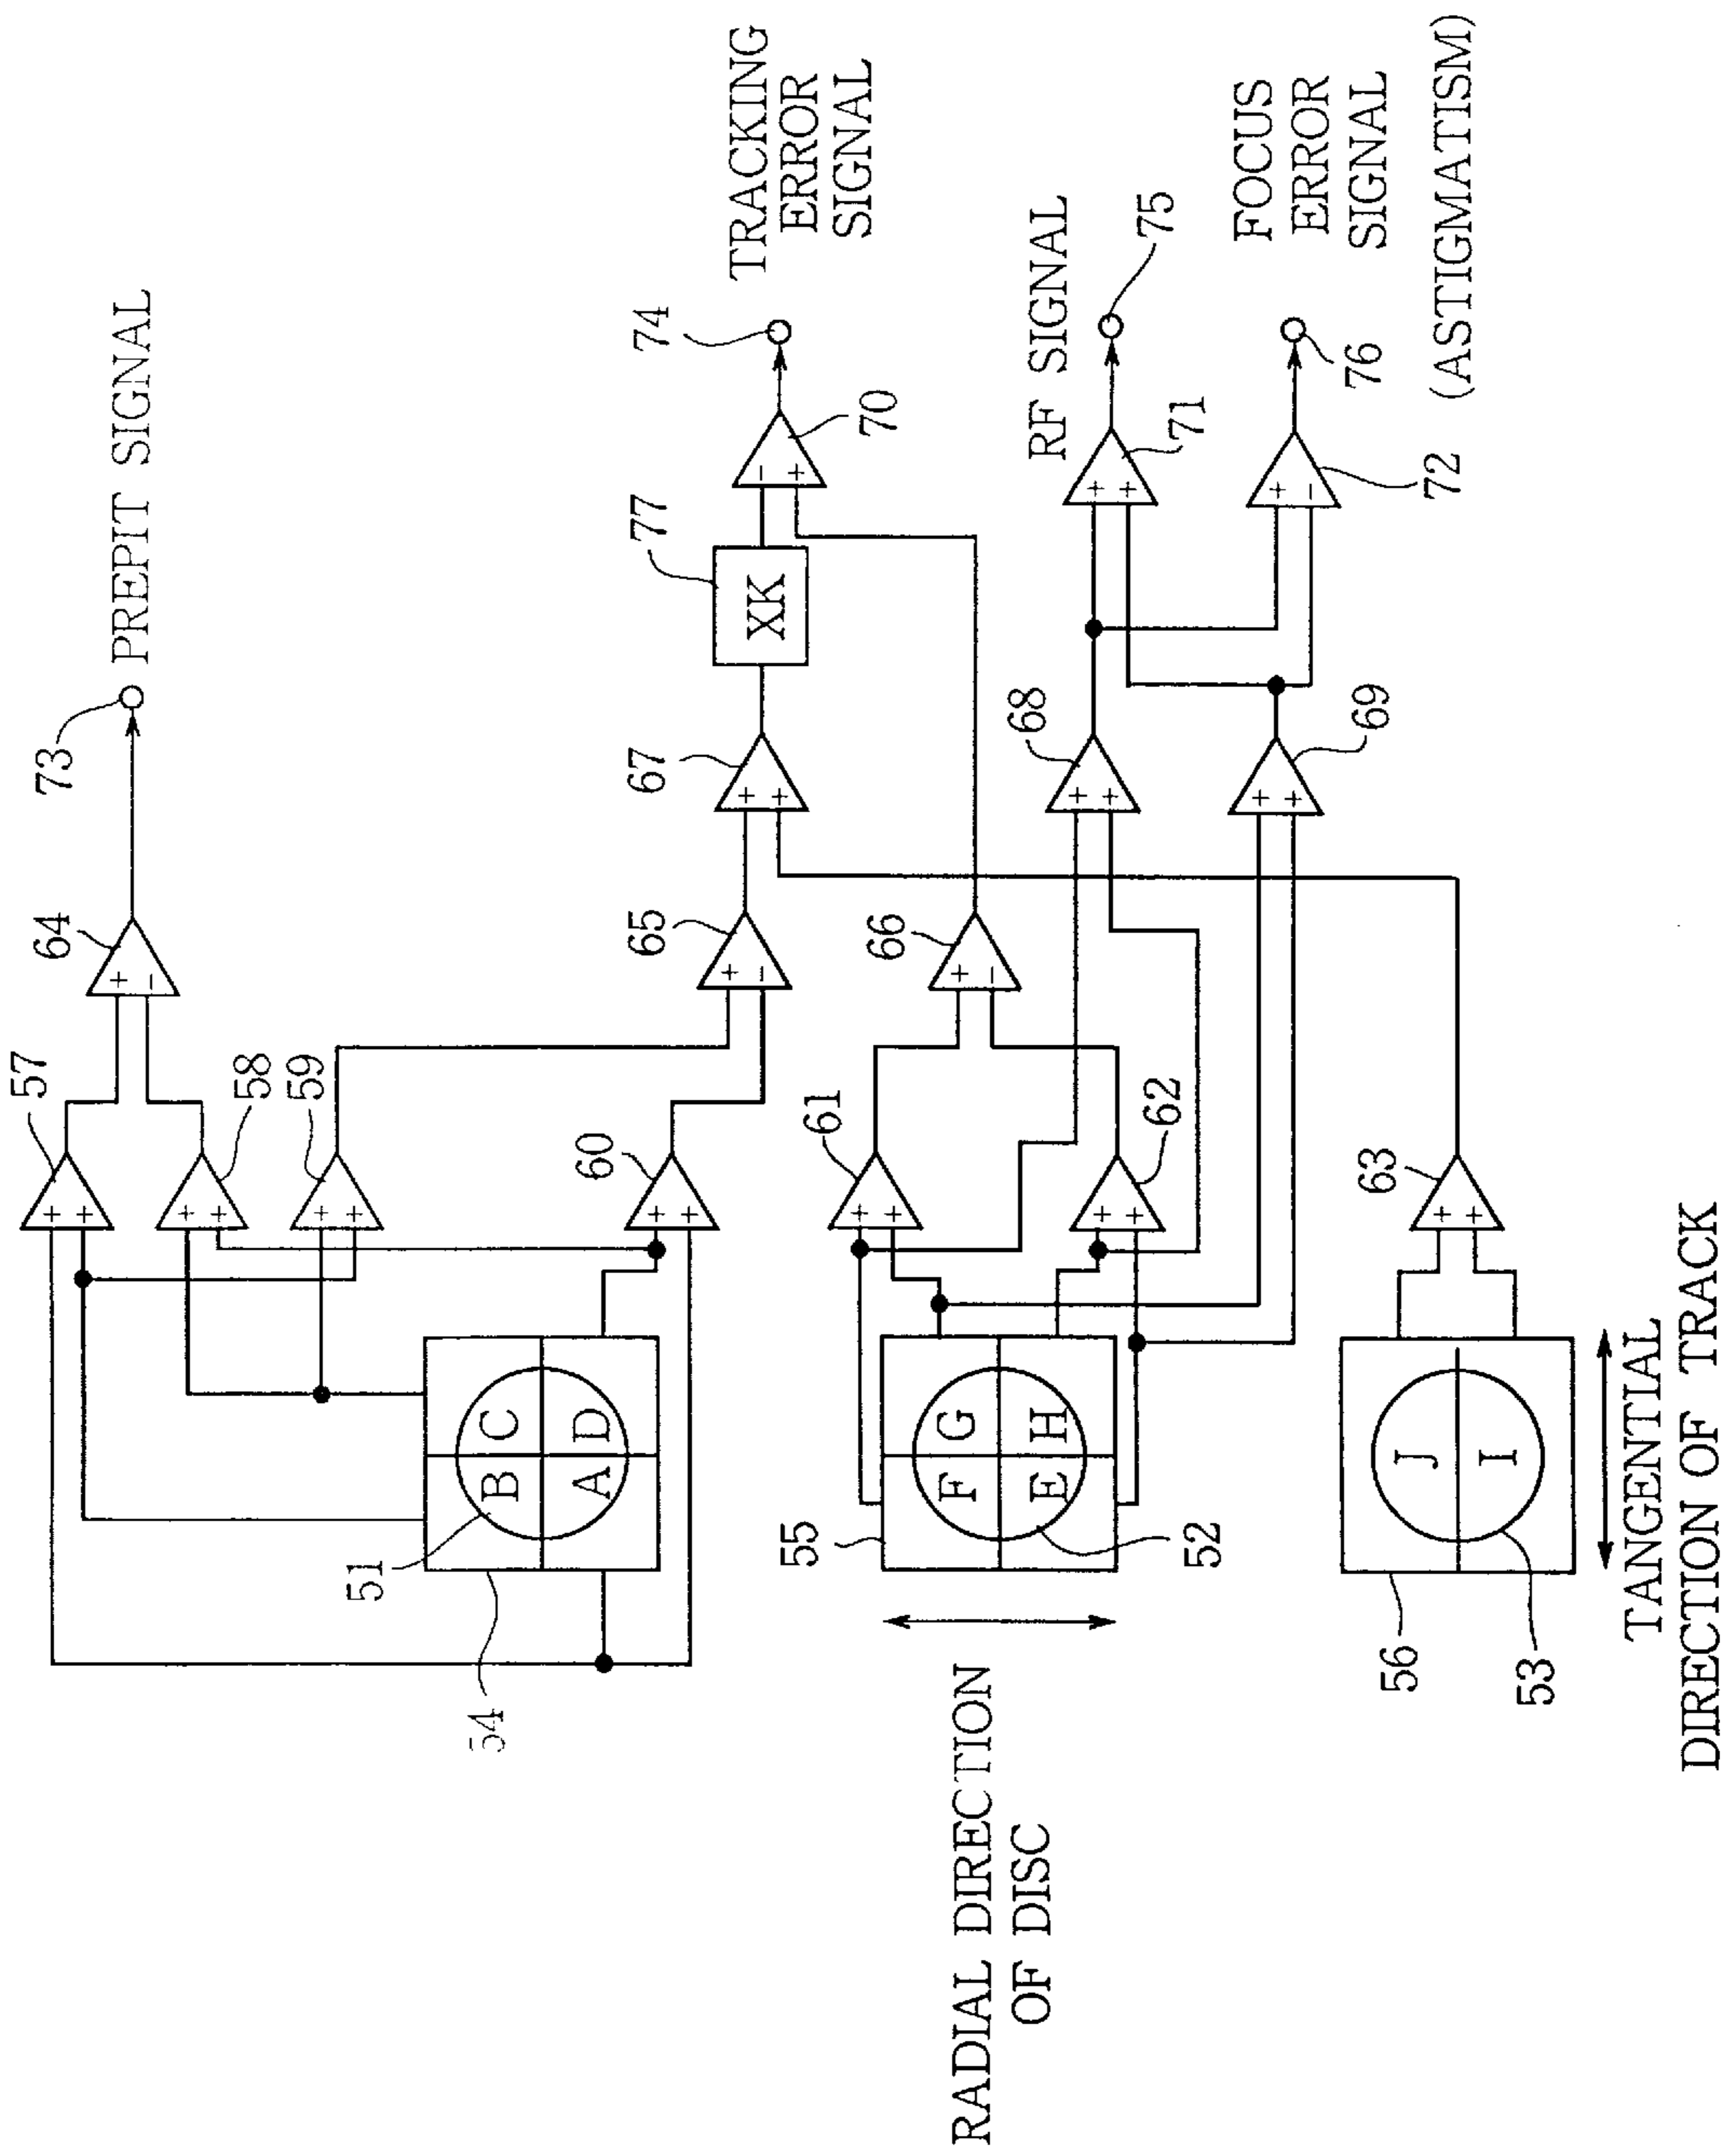 73
PREPIT SIGNAL
64
57
58
59
60
65
67
77
XK
74
70
TRACKING
ERROR
SIGNAL
+
+
+
+
+
+
+
+
+
-
+
-
+
+
-
+
B
C
A
D
51
54
RADIAL DIRECTION
OF DISC
55
F
G
E
H
52
61
62
66
68
69
RF SIGNAL
75
71
72
76
FOCUS
ERROR
SIGNAL
(ASTIGMATISM)
+
+
+
+
+
-
+
+
+
+
+
+
+
-
56
J
I
53
63
+
+
TANGENTIAL
DIRECTION OF TRACK